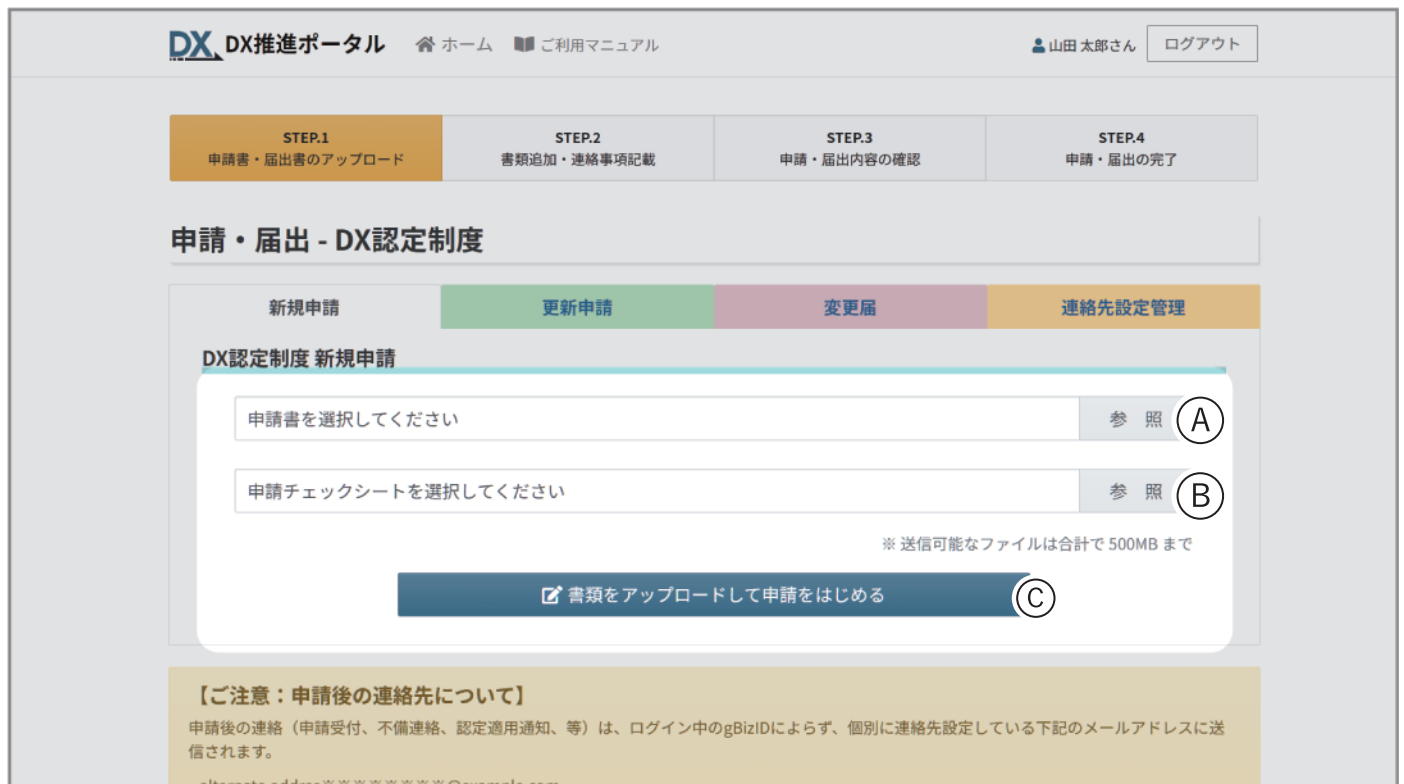 DX DX推進ポータル ホーム ご利用マニュアル 山田 太郎さん ログアウト
STEP.1 STEP.2 STEP.3 STEP.4
申請書・届出書のアップロード 書類追加・連絡事項記載 申請・届出内容の確認 申請・届出の完了
申請・届出 - DX認定制度
新規申請 更新申請 変更届 連絡先設定管理
DX認定制度 新規申請
申請書を選択してください 参 照 Ⓐ
申請チェックシートを選択してください 参 照 Ⓑ
※ 送信可能なファイルは合計で 500MB まで
書類をアップロードして申請をはじめる Ⓒ
【ご注意：申請後の連絡先について】
申請後の連絡（申請受付、不備連絡、認定適用通知、等）は、ログイン中のgBizIDによらず、個別に連絡先設定している下記のメールアドレスに送
信されます。